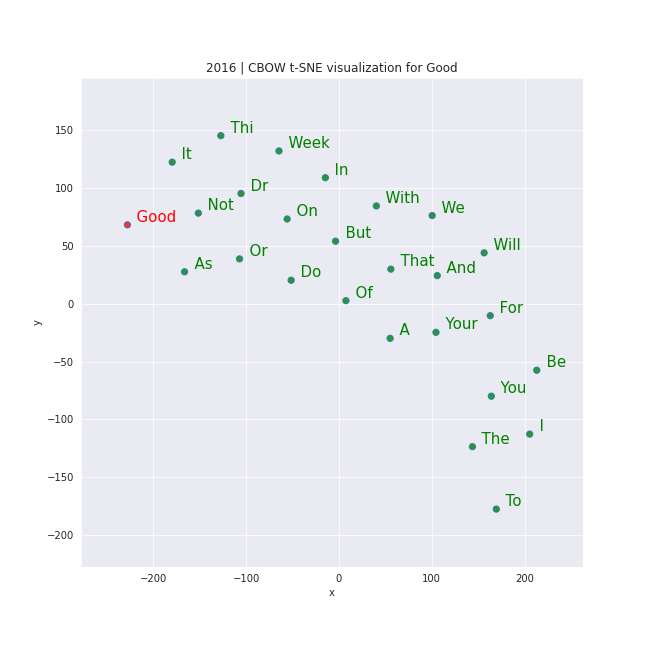 2016 | CBOW t-SNE visualization for Good
150
100
50
0
−50
−100
−150
−200
y
Thi
Week
It
In
Dr
With
Not
On
We
Good
But
Or
Will
As
Do
That
And
Of
For
A
Your
Be
You
I
The
To
−200
−100
0
100
200
x